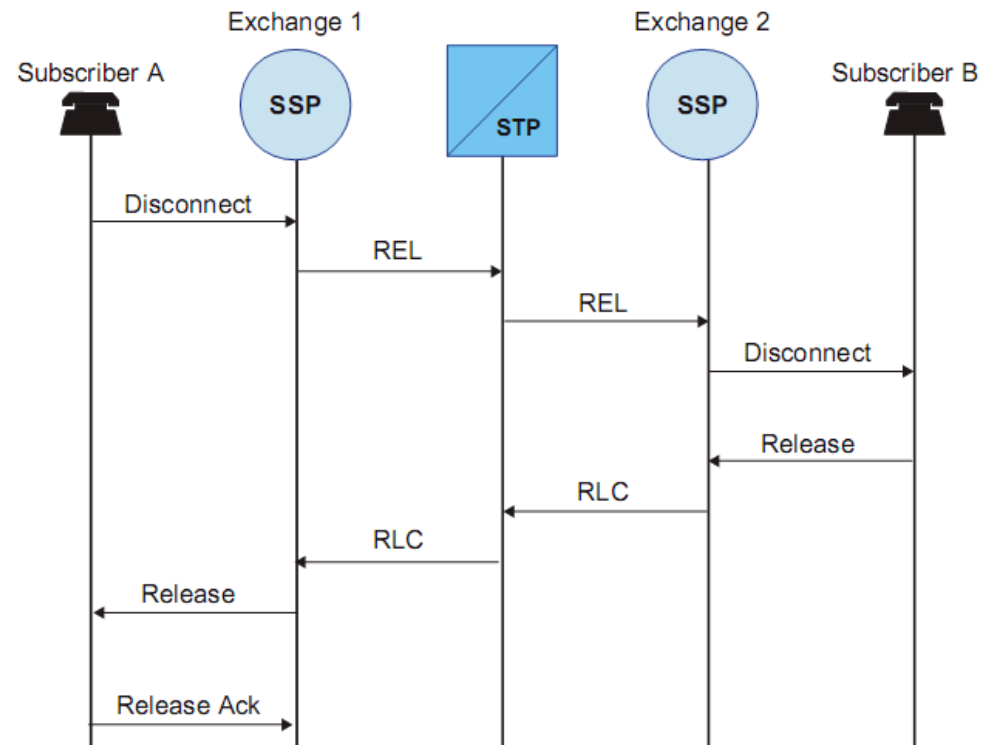 Exchange 1
Exchange 2
Subscriber A
Subscriber B
SSP
STP
SSP
Disconnect
REL
REL
Disconnect
Release
RLC
RLC
Release
Release Ack